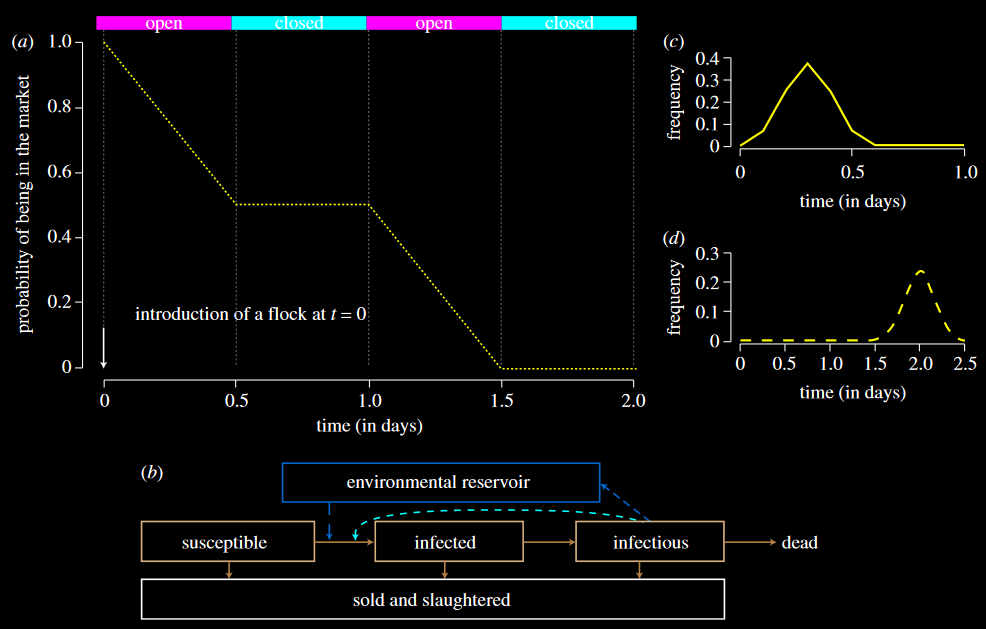 open closed open closed
(a)
probability of being in the market
1.0
0.8
0.6
0.4
0.2
0
introduction of a flock at t = 0
0 0.5 1.0 1.5 2.0
time (in days)
(c)
frequency
0.4
0.3
0.2
0.1
0
0 0.5 1.0
time (in days)
(d)
frequency
0.3
0.2
0.1
0
0 0.5 1.0 1.5 2.0 2.5
time (in days)
(b)
environmental reservoir
susceptible infected infectious dead
sold and slaughtered